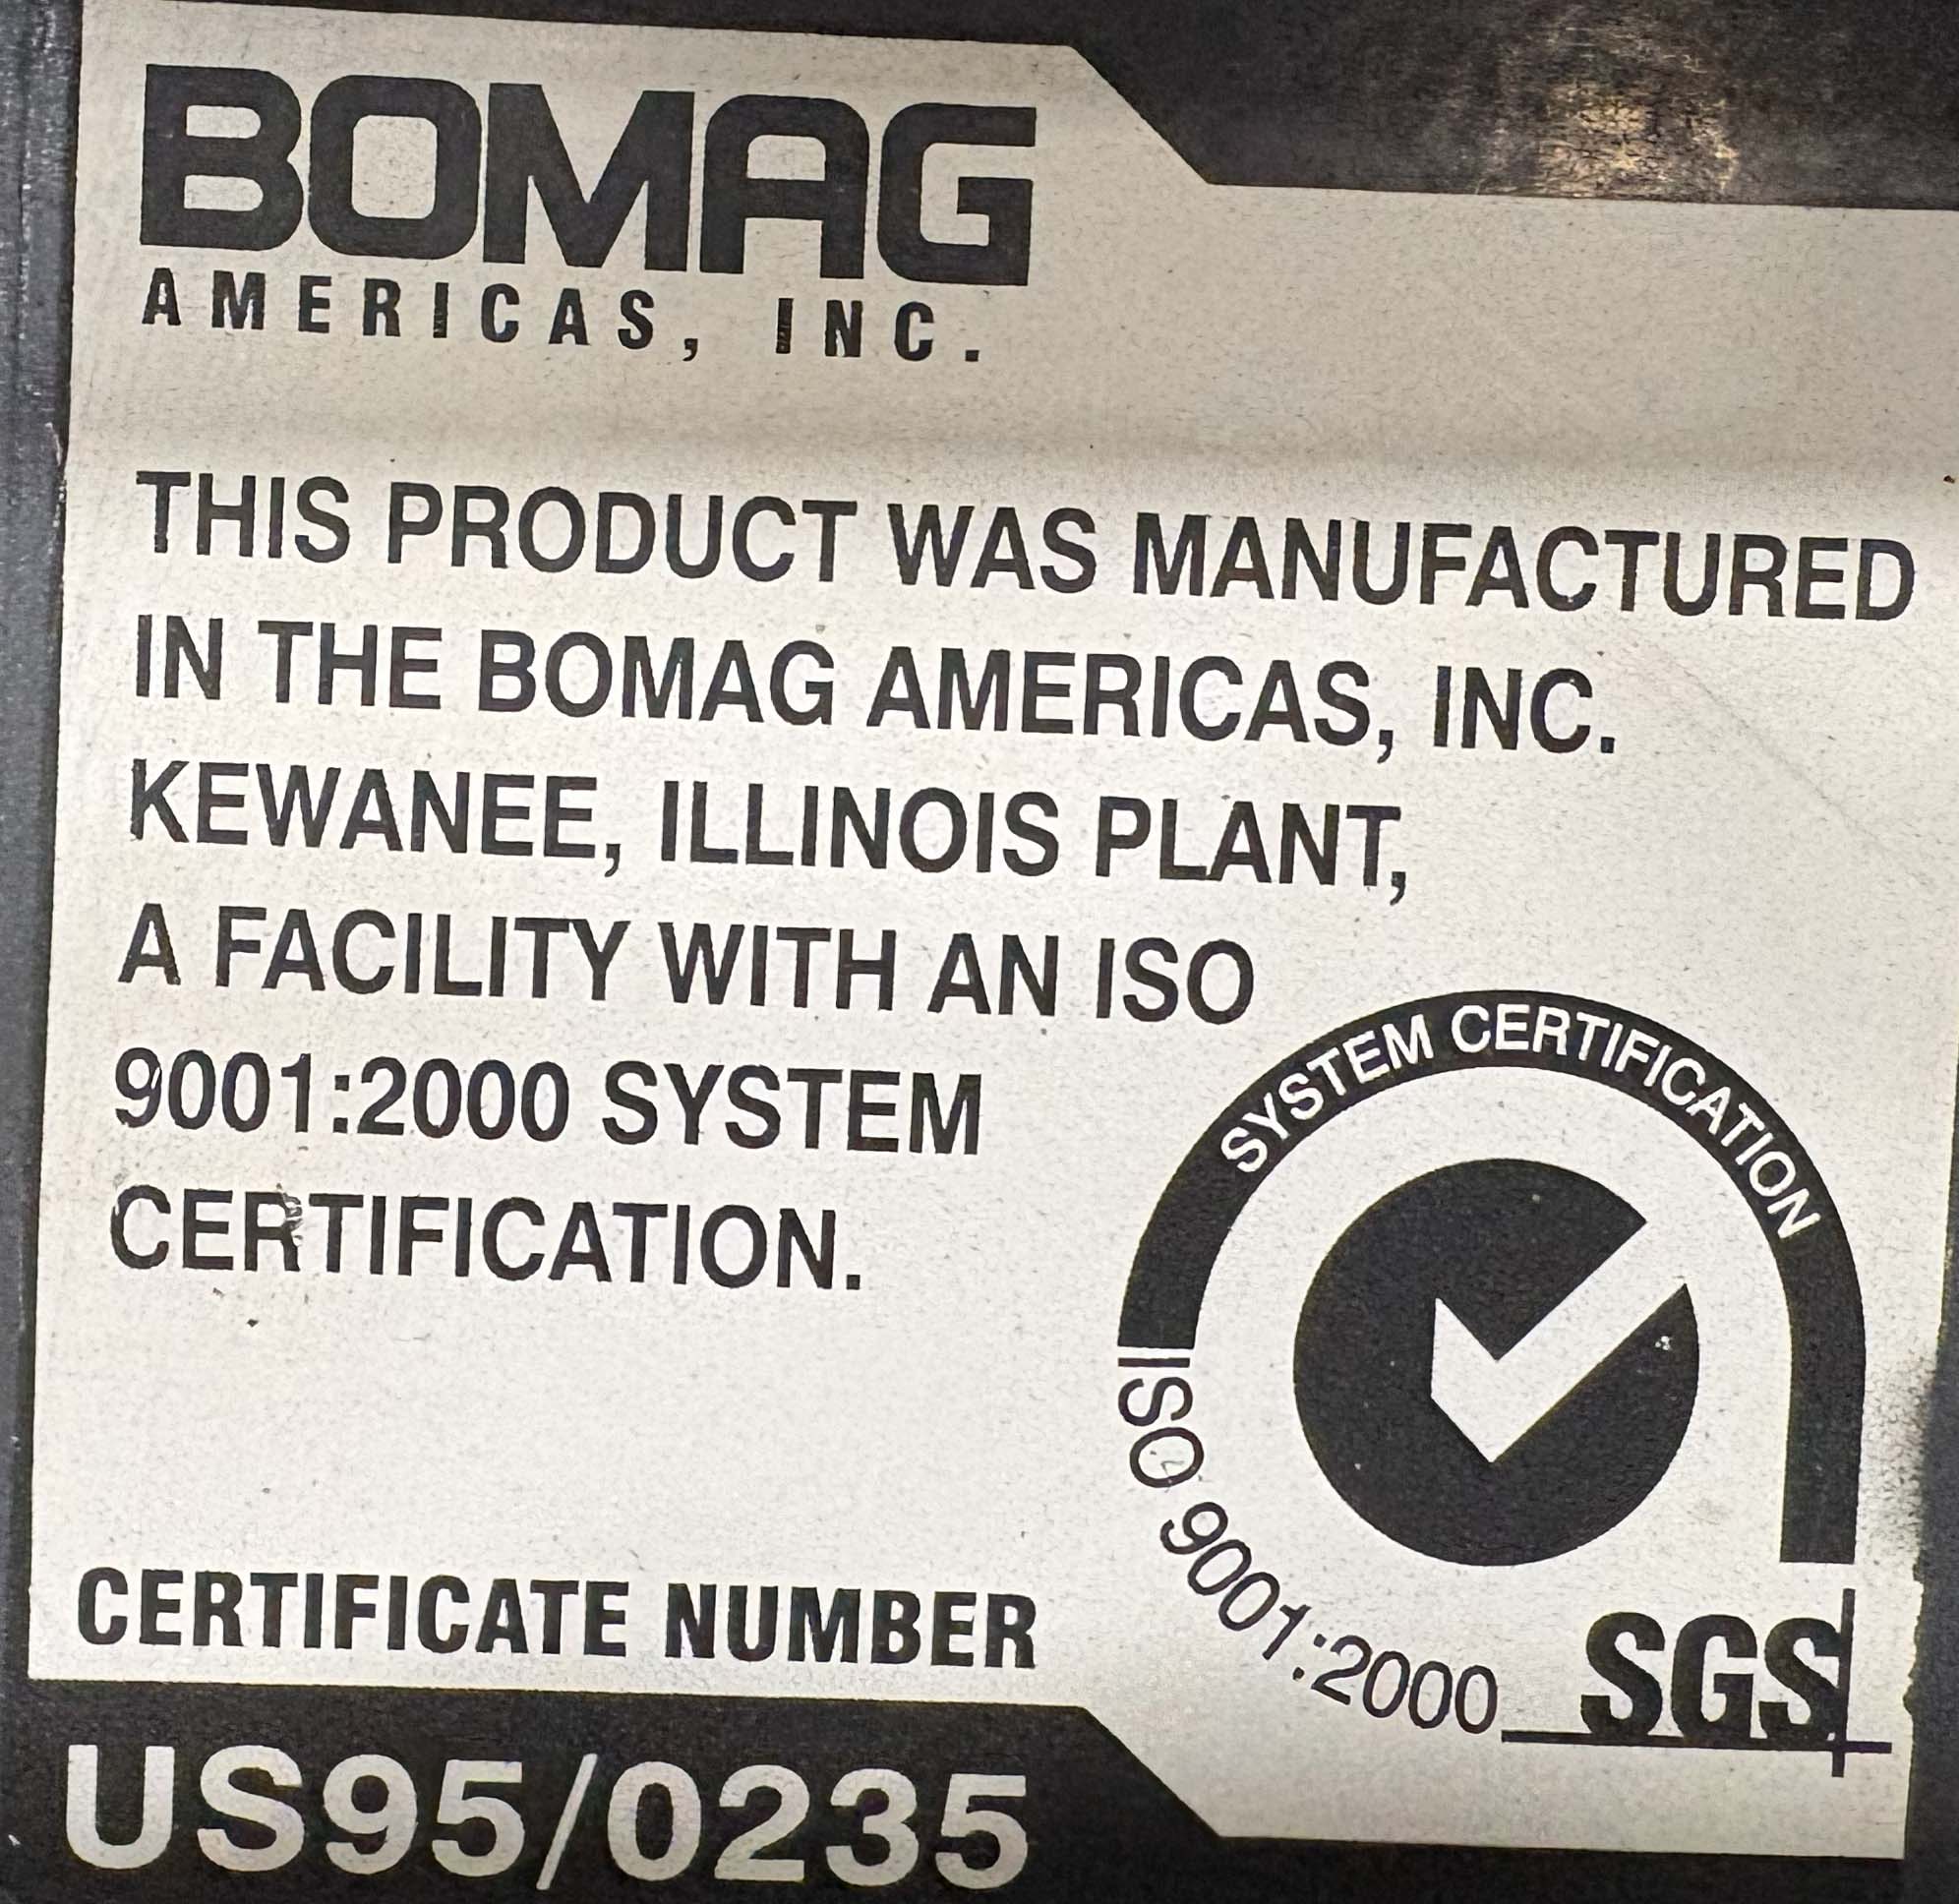 BOMAG
AMERICAS, INC.
THIS PRODUCT WAS MANUFACTURED
IN THE BOMAG AMERICAS, INC.
KEWANEE, ILLINOIS PLANT,
A FACILITY WITH AN ISO
9001:2000 SYSTEM
CERTIFICATION.
SYSTEM CERTIFICATION
ISO 9001:2000
SGS
CERTIFICATE NUMBER
US95/0235